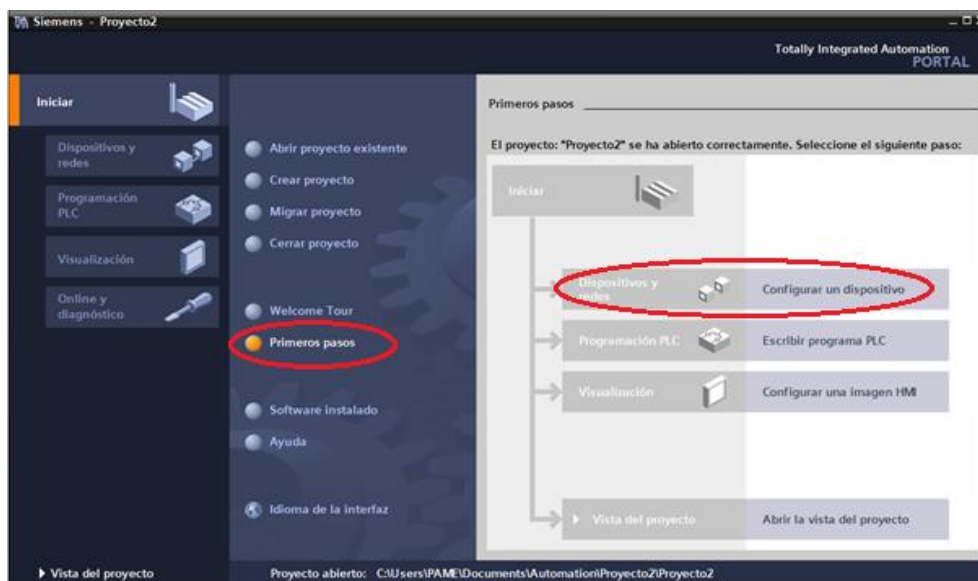 Siemens - Proyecto2
Totally Integrated Automation
PORTAL
Iniciar
Dispositivos y
redes
Programación
PLC
Visualización
Online y
diagnóstico
Abrir proyecto existente
Crear proyecto
Migrar proyecto
Cerrar proyecto
Welcome Tour
Primeros pasos
Software instalado
Ayuda
Idioma de la interfaz
Primeros pasos
El proyecto: "Proyecto2" se ha abierto correctamente. Seleccione el siguiente paso:
Iniciar
Dispositivos y
redes
Configurar un dispositivo
Programación PLC
Escribir programa PLC
Visualización
Configurar una imagen HMI
Vista del proyecto
Abrir la vista del proyecto
Vista del proyecto
Proyecto abierto: C:\Users\PAME\Documents\Automation\Proyecto2\Proyecto2